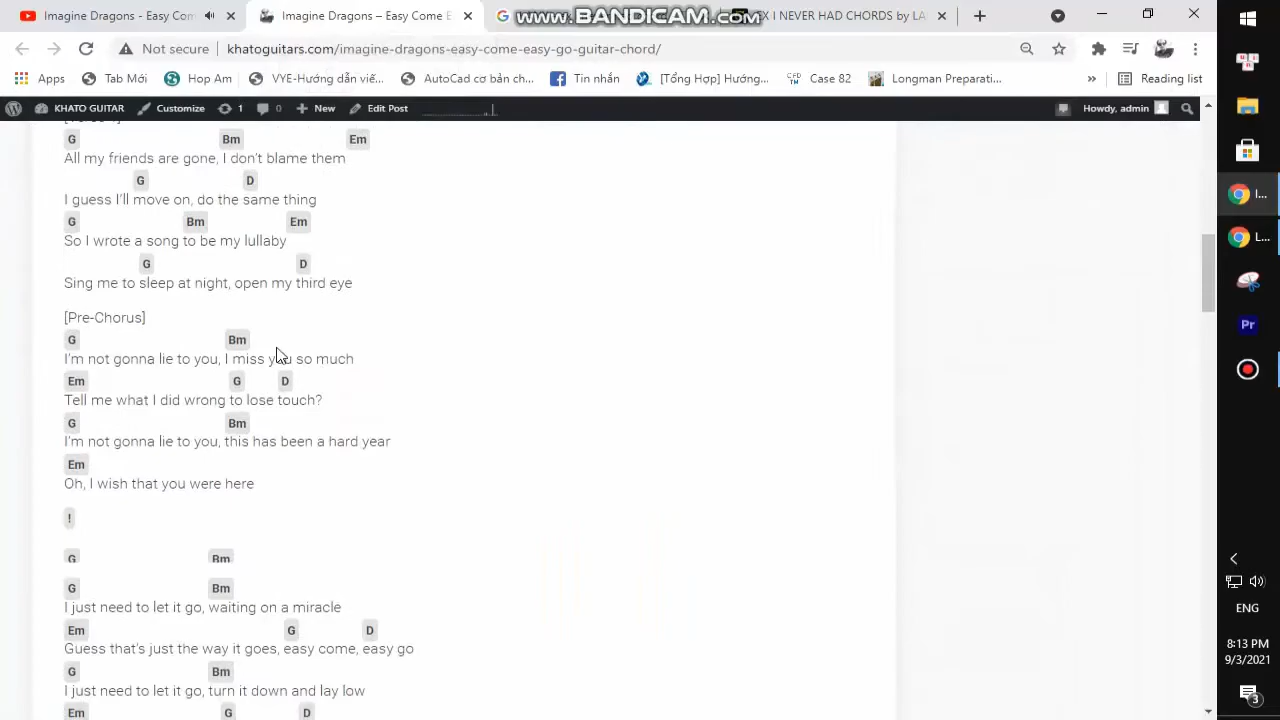 Imagine Dragons - Easy Com
Imagine Dragons – Easy Come E
www.BANDICAM.com
X I NEVER HAD CHORDS by LA
Not secure
khatoguitars.com/imagine-dragons-easy-come-easy-go-guitar-chord/
Apps
Tab Mới
Hop Am
VYE-Hướng dẫn viế...
AutoCad cơ bản ch...
Tin nhắn
[Tổng Hợp] Hướng...
Case 82
Longman Preparati...
»
Reading list
KHATO GUITAR
Customize
1
0
New
Edit Post
Howdy, admin
G Bm Em
All my friends are gone, I don't blame them
G D
I guess I'll move on, do the same thing
G Bm Em
So I wrote a song to be my lullaby
G D
Sing me to sleep at night, open my third eye
[Pre-Chorus]
G Bm
I'm not gonna lie to you, I miss you so much
Em G D
Tell me what I did wrong to lose touch?
G Bm
I'm not gonna lie to you, this has been a hard year
Em
Oh, I wish that you were here
!
G Bm
G Bm
I just need to let it go, waiting on a miracle
Em G D
Guess that's just the way it goes, easy come, easy go
G Bm
I just need to let it go, turn it down and lay low
Em G D
I...
L...
Pr
ENG
8:13 PM
9/3/2021
3